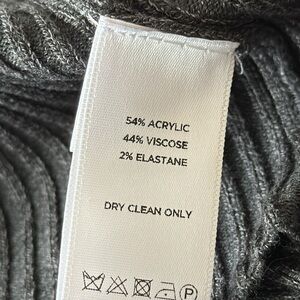 54% ACRYLIC
44% VISCOSE
2% ELASTANE
DRY CLEAN ONLY
P